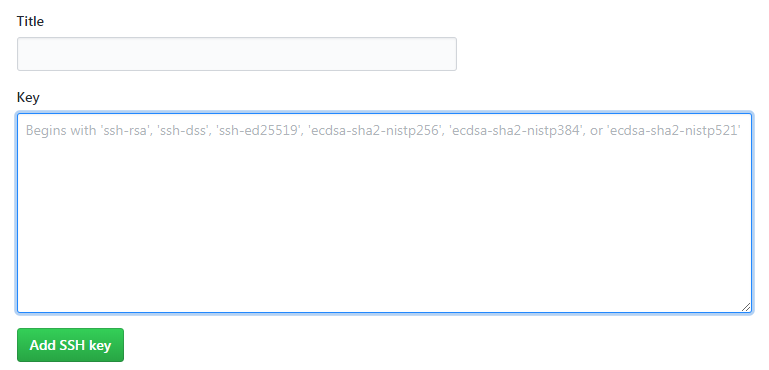 Title
Key
Begins with 'ssh-rsa', 'ssh-dss', 'ssh-ed25519', 'ecdsa-sha2-nistp256', 'ecdsa-sha2-nistp384', or 'ecdsa-sha2-nistp521'
Add SSH key